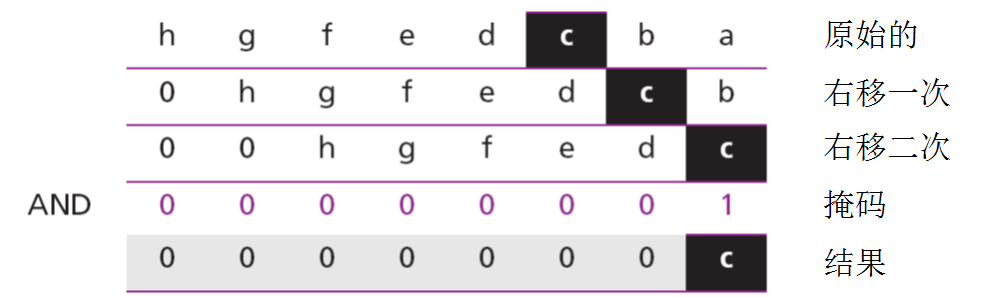 h g f e d c b a 原始的
0 h g f e d c b 右移一次
0 0 h g f e d c 右移二次
AND 0 0 0 0 0 0 0 1 掩码
0 0 0 0 0 0 0 c 结果